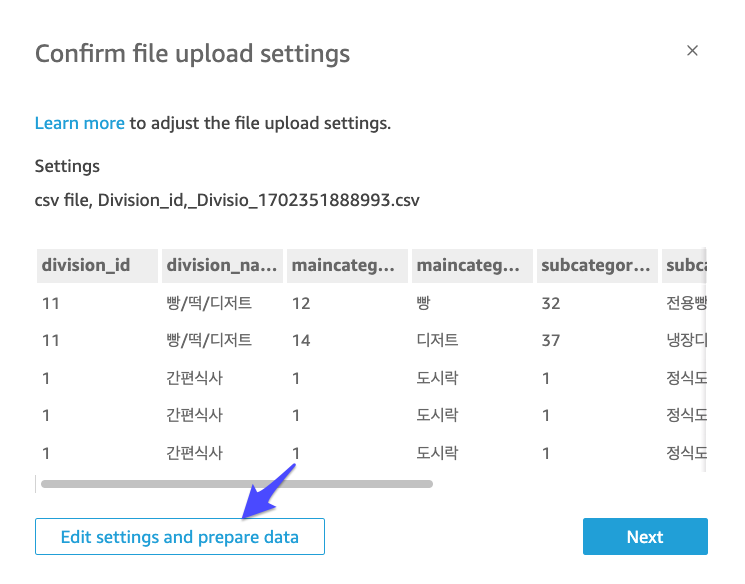 Confirm file upload settings
Learn more to adjust the file upload settings.
Settings
csv file, Division_id,_Divisio_1702351888993.csv
division_id division_na... maincateg... maincateg... subcategor... subca
11 빵/떡/디저트 12 빵 32 전용빵
11 빵/떡/디저트 14 디저트 37 냉장디
1 간편식사 1 도시락 1 정식도
1 간편식사 1 도시락 1 정식도
1 간편식사 1 도시락 1 정식도
Edit settings and prepare data Next